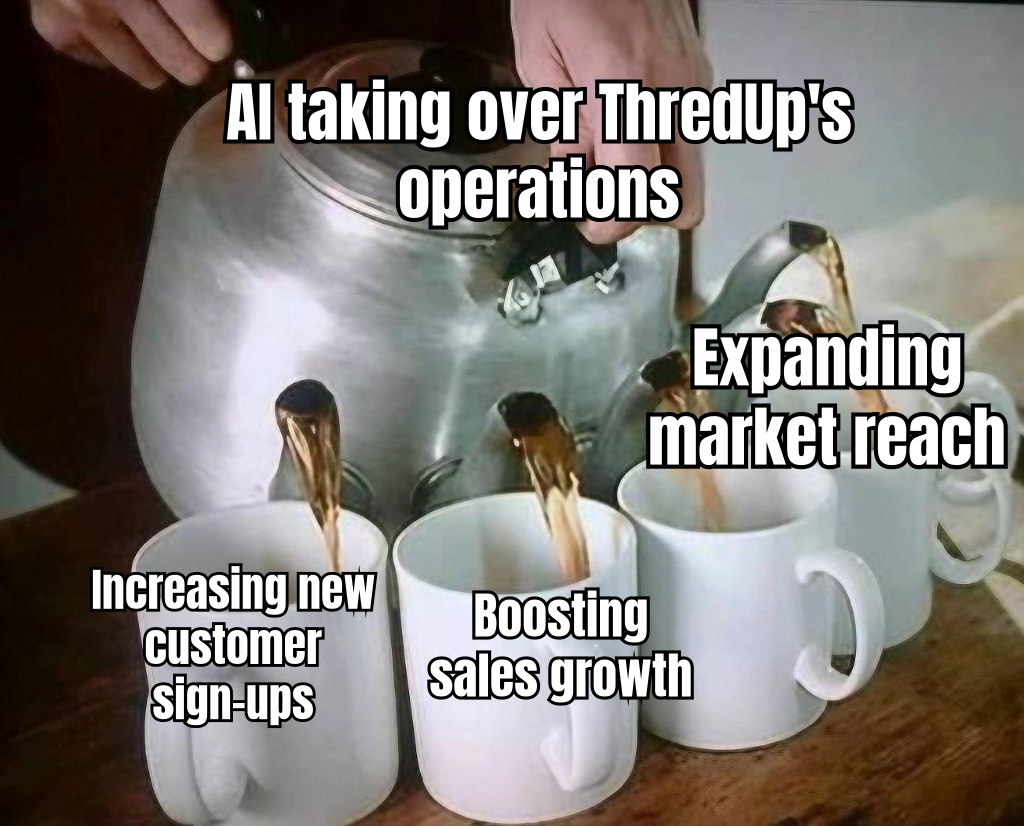 AI taking over ThredUp's
operations
Expanding
market reach
Increasing new
customer
sign-ups
Boosting
sales growth